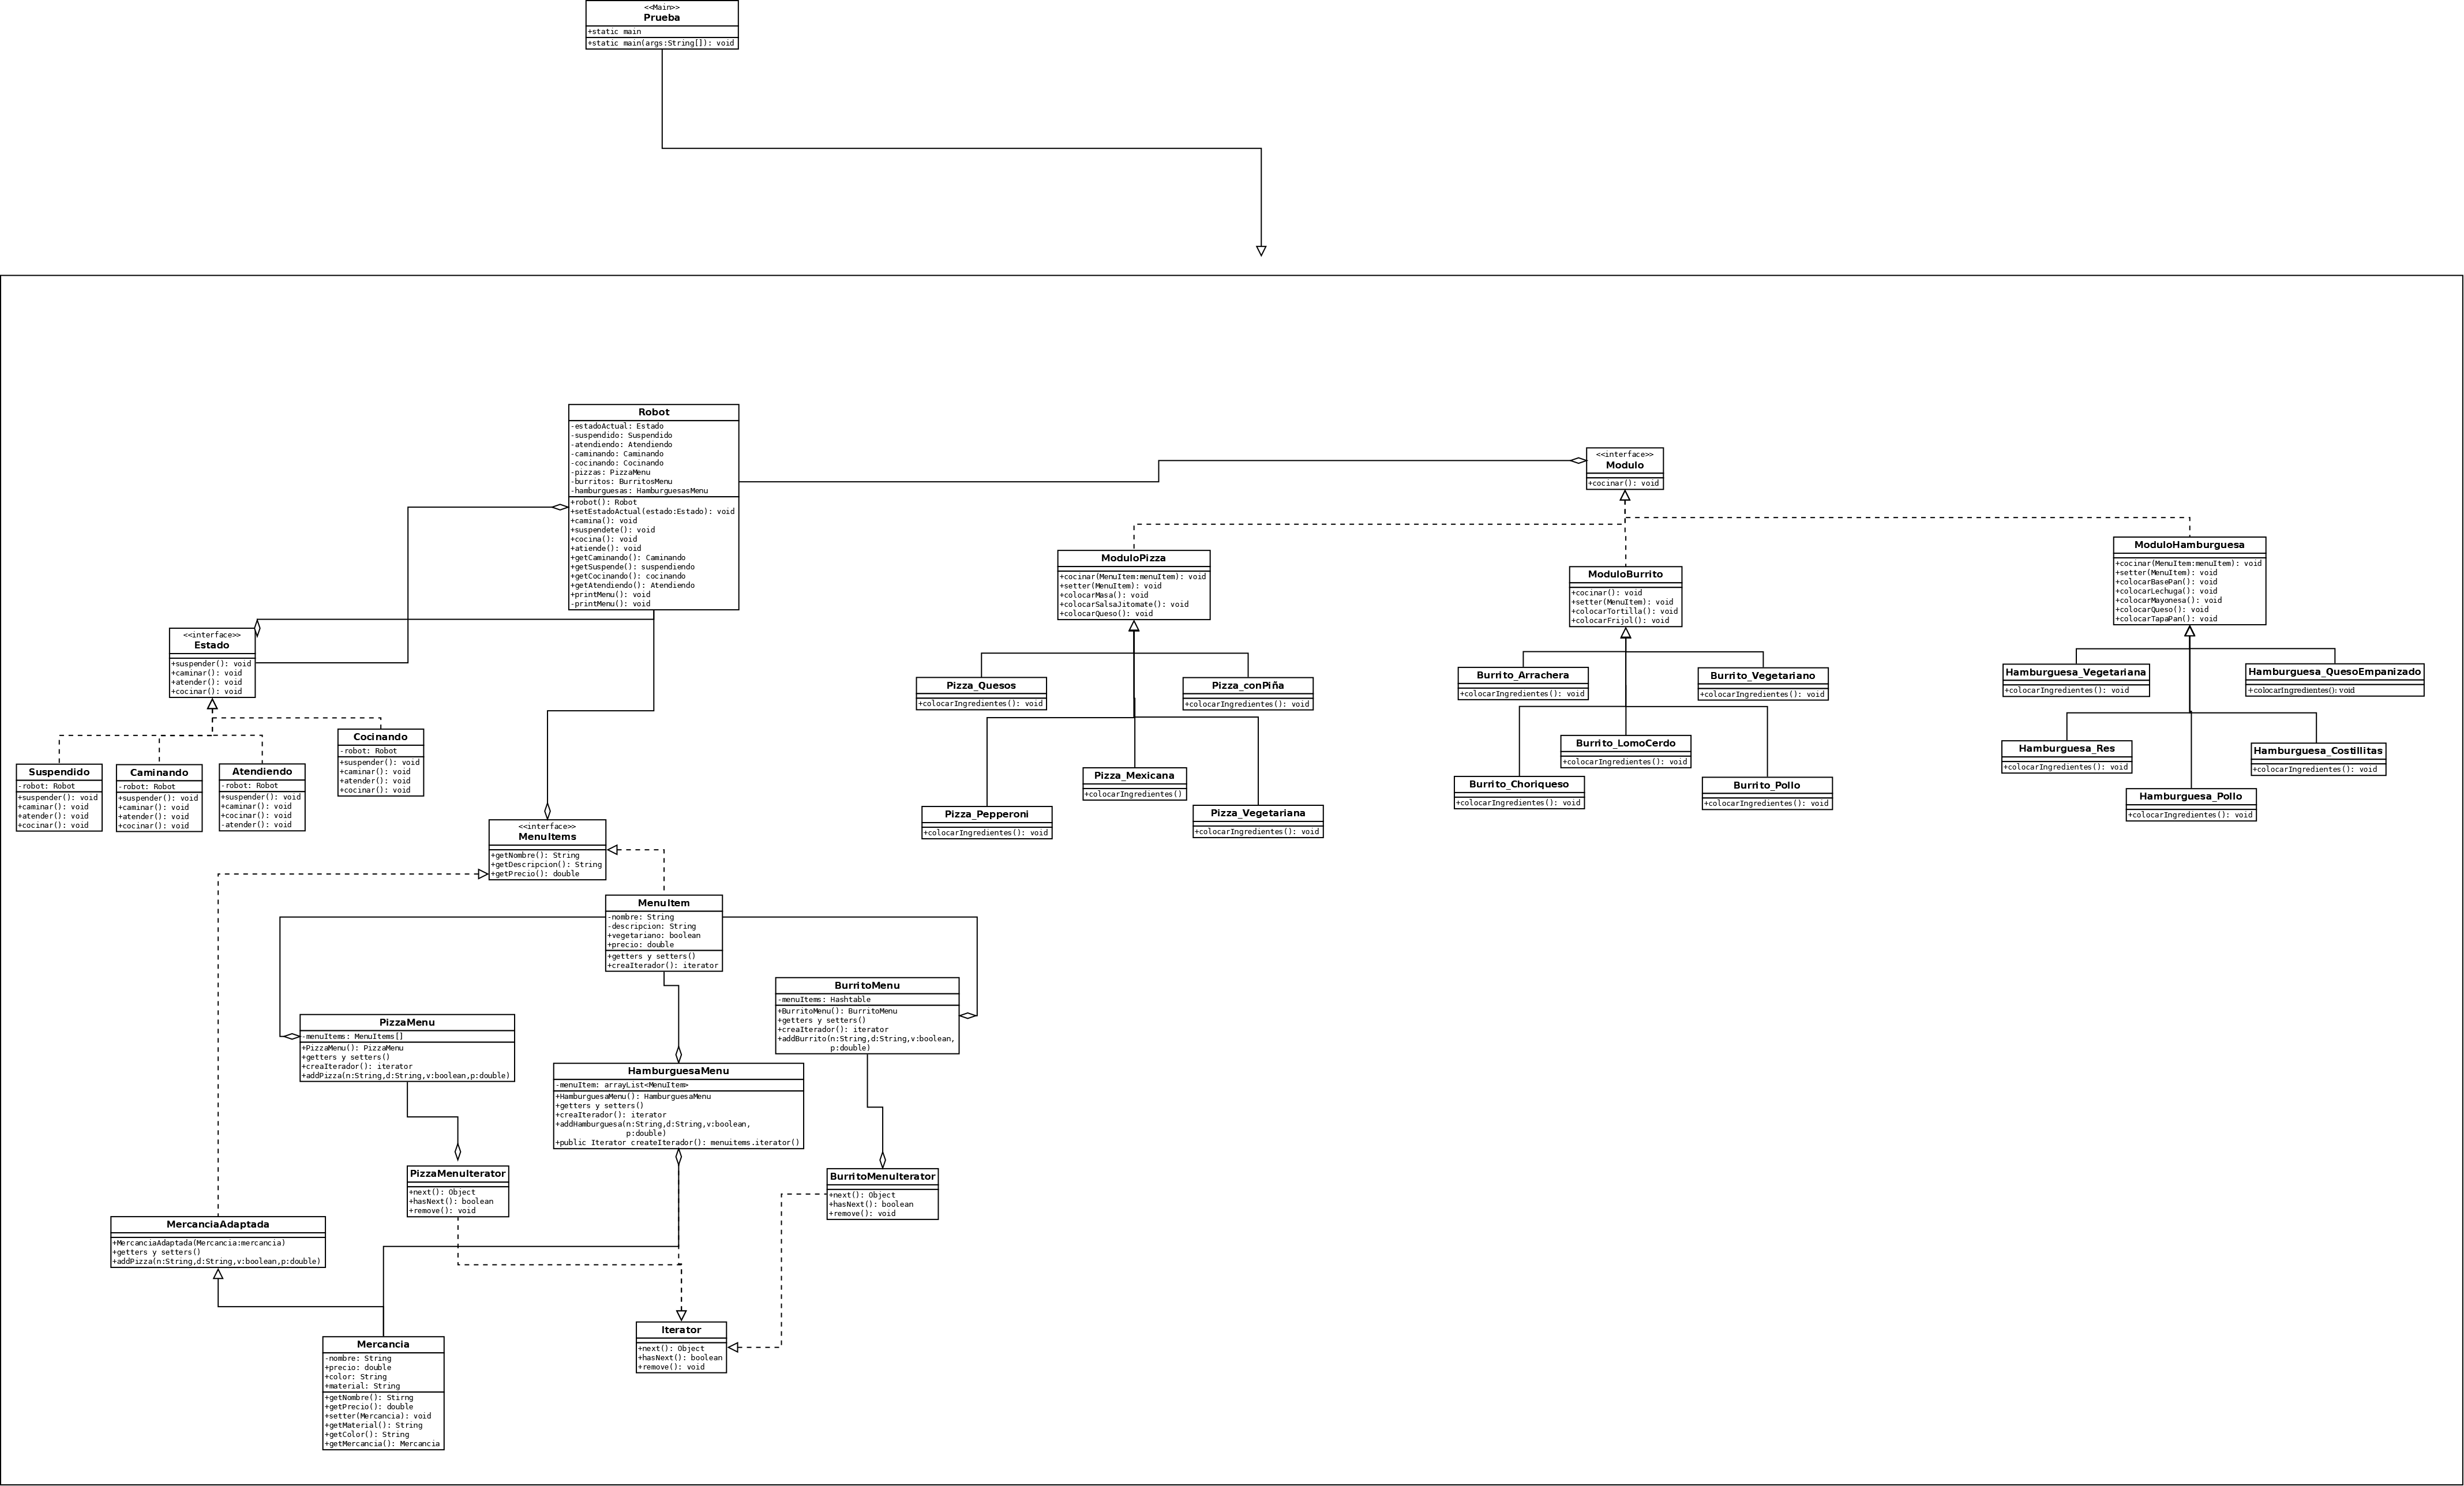 <<Main>>
Prueba
+static main
+static main(args:String[]): void
Robot
-estadoActual: Estado
-suspendido: Suspendido
-atendiendo: Atendiendo
-caminando: Caminando
-cocinando: Cocinando
-pizzas: PizzaMenu
-burritos: BurritosMenu
-hamburguesas: HamburguesasMenu
+robot(): Robot
+setEstadoActual(estado:Estado): void
+camina(): void
+suspendete(): void
+cocina(): void
+atiende(): void
+getCaminando(): Caminando
+getSuspende(): suspendiendo
+getCocinando(): cocinando
+getAtendiendo(): Atendiendo
+printMenu(): void
-printMenu(): void
<<interface>>
Modulo
+cocinar(): void
ModuloPizza
+cocinar(MenuItem:menuItem): void
+setter(MenuItem): void
+colocarMasa(): void
+colocarSalsaJitomate(): void
+colocarQueso(): void
ModuloBurrito
+cocinar(): void
+setter(MenuItem): void
+colocarTortilla(): void
+colocarFrijol(): void
ModuloHamburguesa
+cocinar(MenuItem:menuItem): void
+setter(MenuItem): void
+colocarBasePan(): void
+colocarLechuga(): void
+colocarMayonesa(): void
+colocarQueso(): void
+colocarTapaPan(): void
<<interface>>
Estado
+suspender(): void
+caminar(): void
+atender(): void
+cocinar(): void
Pizza_Quesos
+colocarIngredientes(): void
Pizza_conPiña
+colocarIngredientes(): void
Burrito_Arrachera
+colocarIngredientes(): void
Burrito_Vegetariano
+colocarIngredientes(): void
Hamburguesa_Vegetariana
+colocarIngredientes(): void
Hamburguesa_QuesoEmpanizado
+colocarIngredientes(): void
Cocinando
-robot: Robot
+suspender(): void
+caminar(): void
+atender(): void
+cocinar(): void
Suspendido
-robot: Robot
+suspender(): void
+caminar(): void
+atender(): void
+cocinar(): void
Caminando
-robot: Robot
+suspender(): void
+caminar(): void
+atender(): void
+cocinar(): void
Atendiendo
-robot: Robot
+suspender(): void
+caminar(): void
+cocinar(): void
-atender(): void
Pizza_Pepperoni
+colocarIngredientes(): void
Pizza_Mexicana
+colocarIngredientes()
Pizza_Vegetariana
+colocarIngredientes(): void
Burrito_Choriqueso
+colocarIngredientes(): void
Burrito_LomoCerdo
+colocarIngredientes(): void
Burrito_Pollo
+colocarIngredientes(): void
Hamburguesa_Res
+colocarIngredientes(): void
Hamburguesa_Pollo
+colocarIngredientes(): void
Hamburguesa_Costillitas
+colocarIngredientes(): void
<<interface>>
MenuItems
+getNombre(): String
+getDescripcion(): String
+getPrecio(): double
MenuItem
-nombre: String
-descripcion: String
+vegetariano: boolean
+precio: double
+getters y setters()
+creaIterador(): iterator
BurritoMenu
-menuItems: Hashtable
+BurritoMenu(): BurritoMenu
+getters y setters()
+creaIterador(): iterator
+addBurrito(n:String,d:String,v:boolean,
p:double)
PizzaMenu
-menuItems: MenuItems[]
+PizzaMenu(): PizzaMenu
+getters y setters()
+creaIterador(): iterator
+addPizza(n:String,d:String,v:boolean,p:double)
HamburguesaMenu
-menuItem: arrayList<MenuItem>
+HamburguesaMenu(): HamburguesaMenu
+getters y setters()
+creaIterador(): iterator
+addHamburguesa(n:String,d:String,v:boolean,
p:double)
+public Iterator createIterador(): menuitems.iterator()
PizzaMenuIterator
+next(): Object
+hasNext(): boolean
+remove(): void
BurritoMenuIterator
+next(): Object
+hasNext(): boolean
+remove(): void
MercanciaAdaptada
+MercanciaAdaptada(Mercancia:mercancia)
+getters y setters()
+addPizza(n:String,d:String,v:boolean,p:double)
Iterator
+next(): Object
+hasNext(): boolean
+remove(): void
Mercancia
-nombre: String
+precio: double
+color: String
+material: String
+getNombre(): Stirng
+getPrecio(): double
+setter(Mercancia): void
+getMaterial(): String
+getColor(): String
+getMercancia(): Mercancia